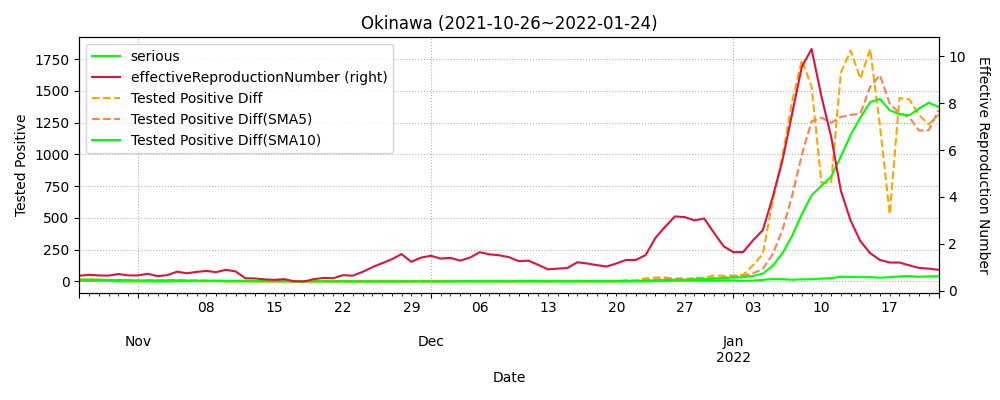 Okinawa (2021-10-26~2022-01-24)
serious
effectiveReproductionNumber (right)
Tested Positive Diff
Tested Positive Diff(SMA5)
Tested Positive Diff(SMA10)
Tested Positive
1750
1500
1250
1000
750
500
250
0
10
8
6
4
2
0
Effective Reproduction Number
08
15
22
29
06
13
20
27
03
10
17
Nov
Dec
Jan
2022
Date